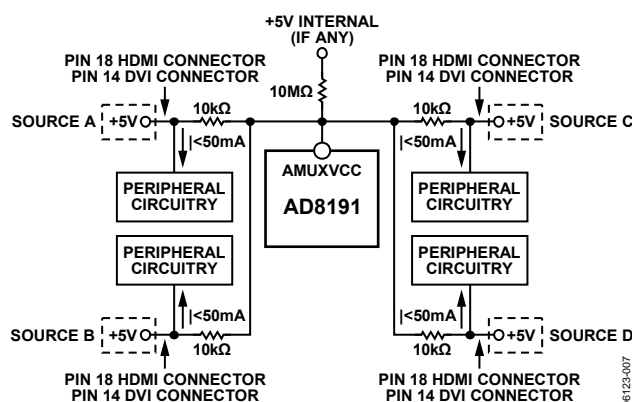 +5V INTERNAL
(IF ANY)
PIN 18 HDMI CONNECTOR
PIN 14 DVI CONNECTOR
PIN 18 HDMI CONNECTOR
PIN 14 DVI CONNECTOR
10MΩ
SOURCE A
+5V
10kΩ
10kΩ
+5V
SOURCE C
I<50mA
I<50mA
AMUXVCC
AD8191
PERIPHERAL
CIRCUITRY
PERIPHERAL
CIRCUITRY
PERIPHERAL
CIRCUITRY
PERIPHERAL
CIRCUITRY
I<50mA
I<50mA
SOURCE B
+5V
10kΩ
10kΩ
+5V
SOURCE D
PIN 18 HDMI CONNECTOR
PIN 14 DVI CONNECTOR
PIN 18 HDMI CONNECTOR
PIN 14 DVI CONNECTOR
6123-007